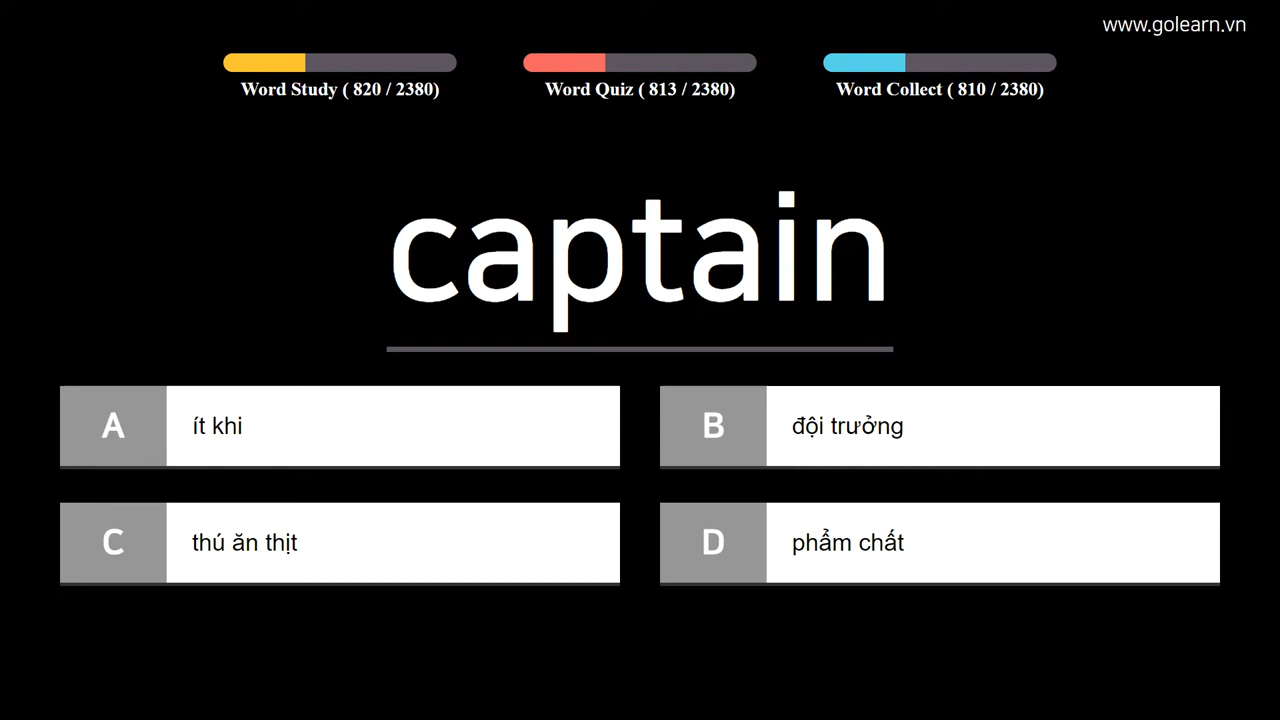 www.golearn.vn
Word Study ( 820 / 2380)
Word Quiz ( 813 / 2380)
Word Collect ( 810 / 2380)
captain
A ít khi
B đội trưởng
C thú ăn thịt
D phẩm chất